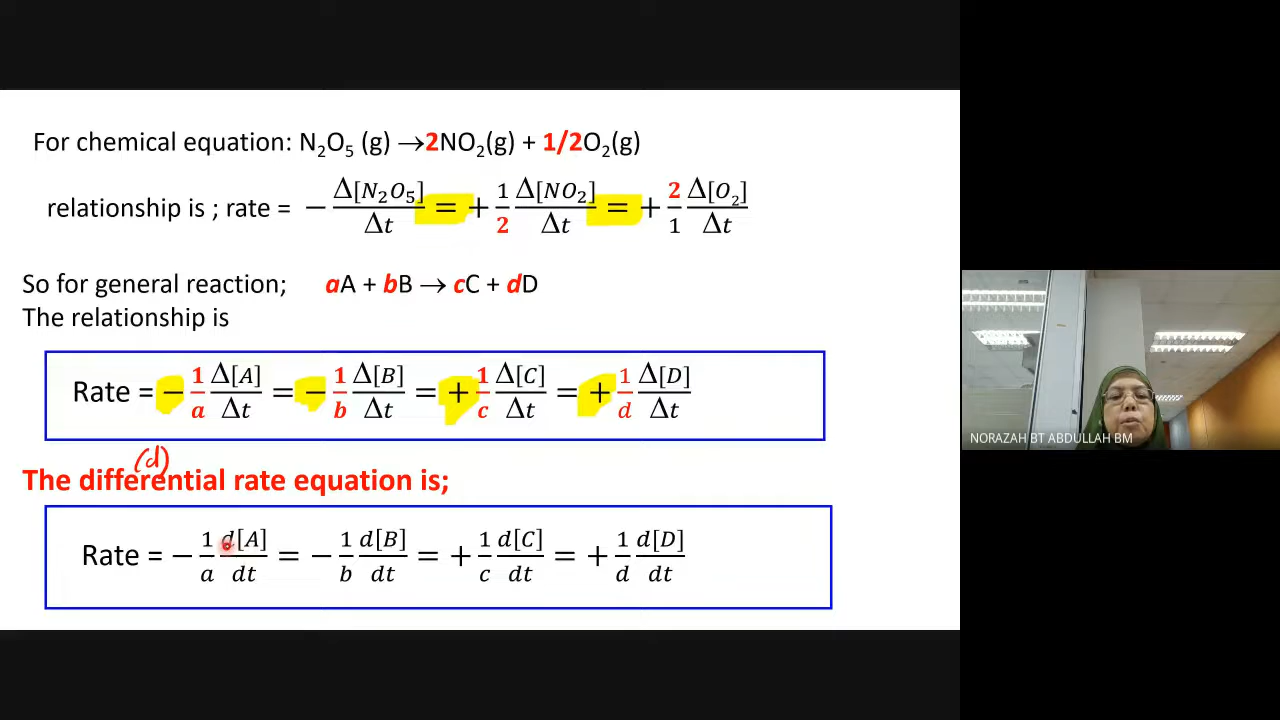 For chemical equation: N₂O₅ (g) →2NO₂(g) + 1/2O₂(g)
relationship is ; rate = − Δ[N₂O₅]/Δt = + 1/2 Δ[NO₂]/Δt = + 2/1 Δ[O₂]/Δt
So for general reaction; aA + bB → cC + dD
The relationship is
Rate = − 1/a Δ[A]/Δt = − 1/b Δ[B]/Δt = + 1/c Δ[C]/Δt = + 1/d Δ[D]/Δt
(d)
The differential rate equation is;
Rate = − 1/a d[A]/dt = − 1/b d[B]/dt = + 1/c d[C]/dt = + 1/d d[D]/dt
NORAZAH BT ABDULLAH BM